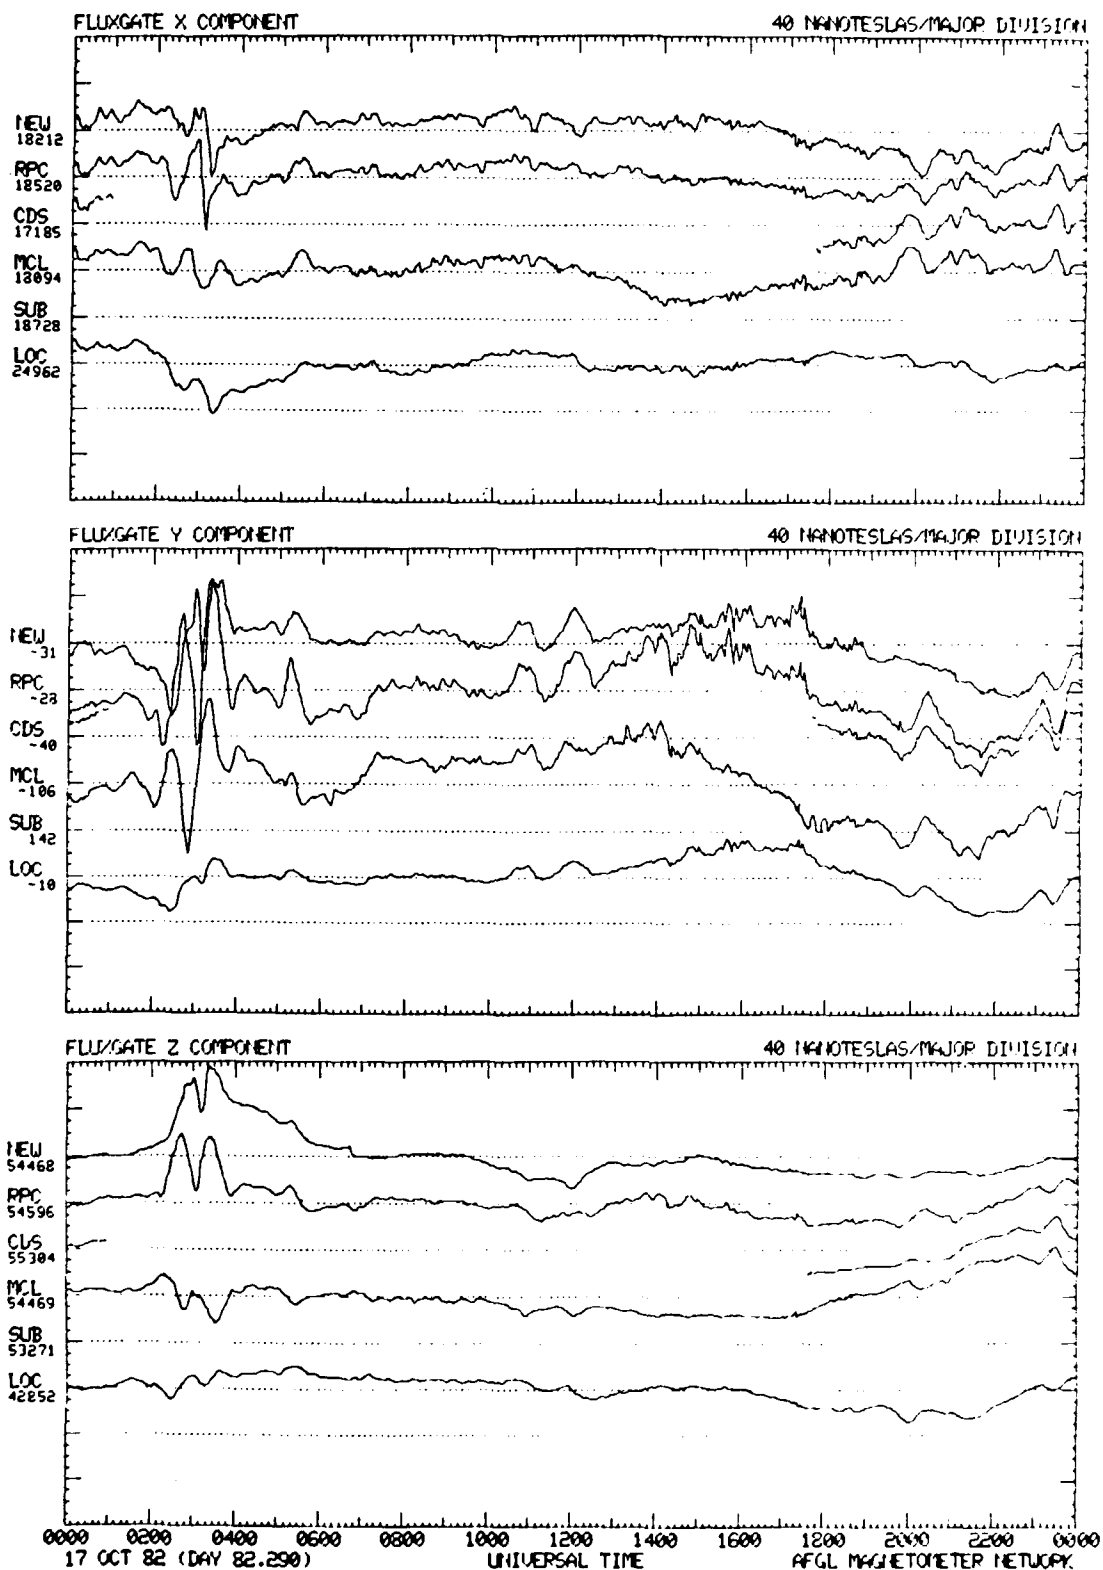 FLUXGATE X COMPONENT 40 NANOTESLAS/MAJOR DIVISION
NEW
18212
RPC
18520
CDS
17185
MCL
13094
SUB
18728
LOC
24962
FLUXGATE Y COMPONENT 40 NANOTESLAS/MAJOR DIVISION
NEW
-31
RPC
-28
CDS
-40
MCL
-106
SUB
142
LOC
-10
FLUXGATE Z COMPONENT 40 NANOTESLAS/MAJOR DIVISION
NEW
54468
RPC
54596
CDS
55304
MCL
54469
SUB
53271
LOC
42852
0000 0200 0400 0600 0800 1000 1200 1400 1600 1800 2000 2200 0000
17 OCT 82 (DAY 82.290) UNIVERSAL TIME AFGL MAGNETOMETER NETWORK